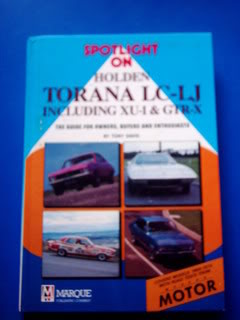 SPOTLIGHT
ON
HOLDEN
TORANA LC-LJ
INCLUDING XU-1 & GTR-X
THE GUIDE FOR OWNERS, BUYERS AND ENTHUSIASTS
BY TONY DAVIS
MARQUE
MOTOR